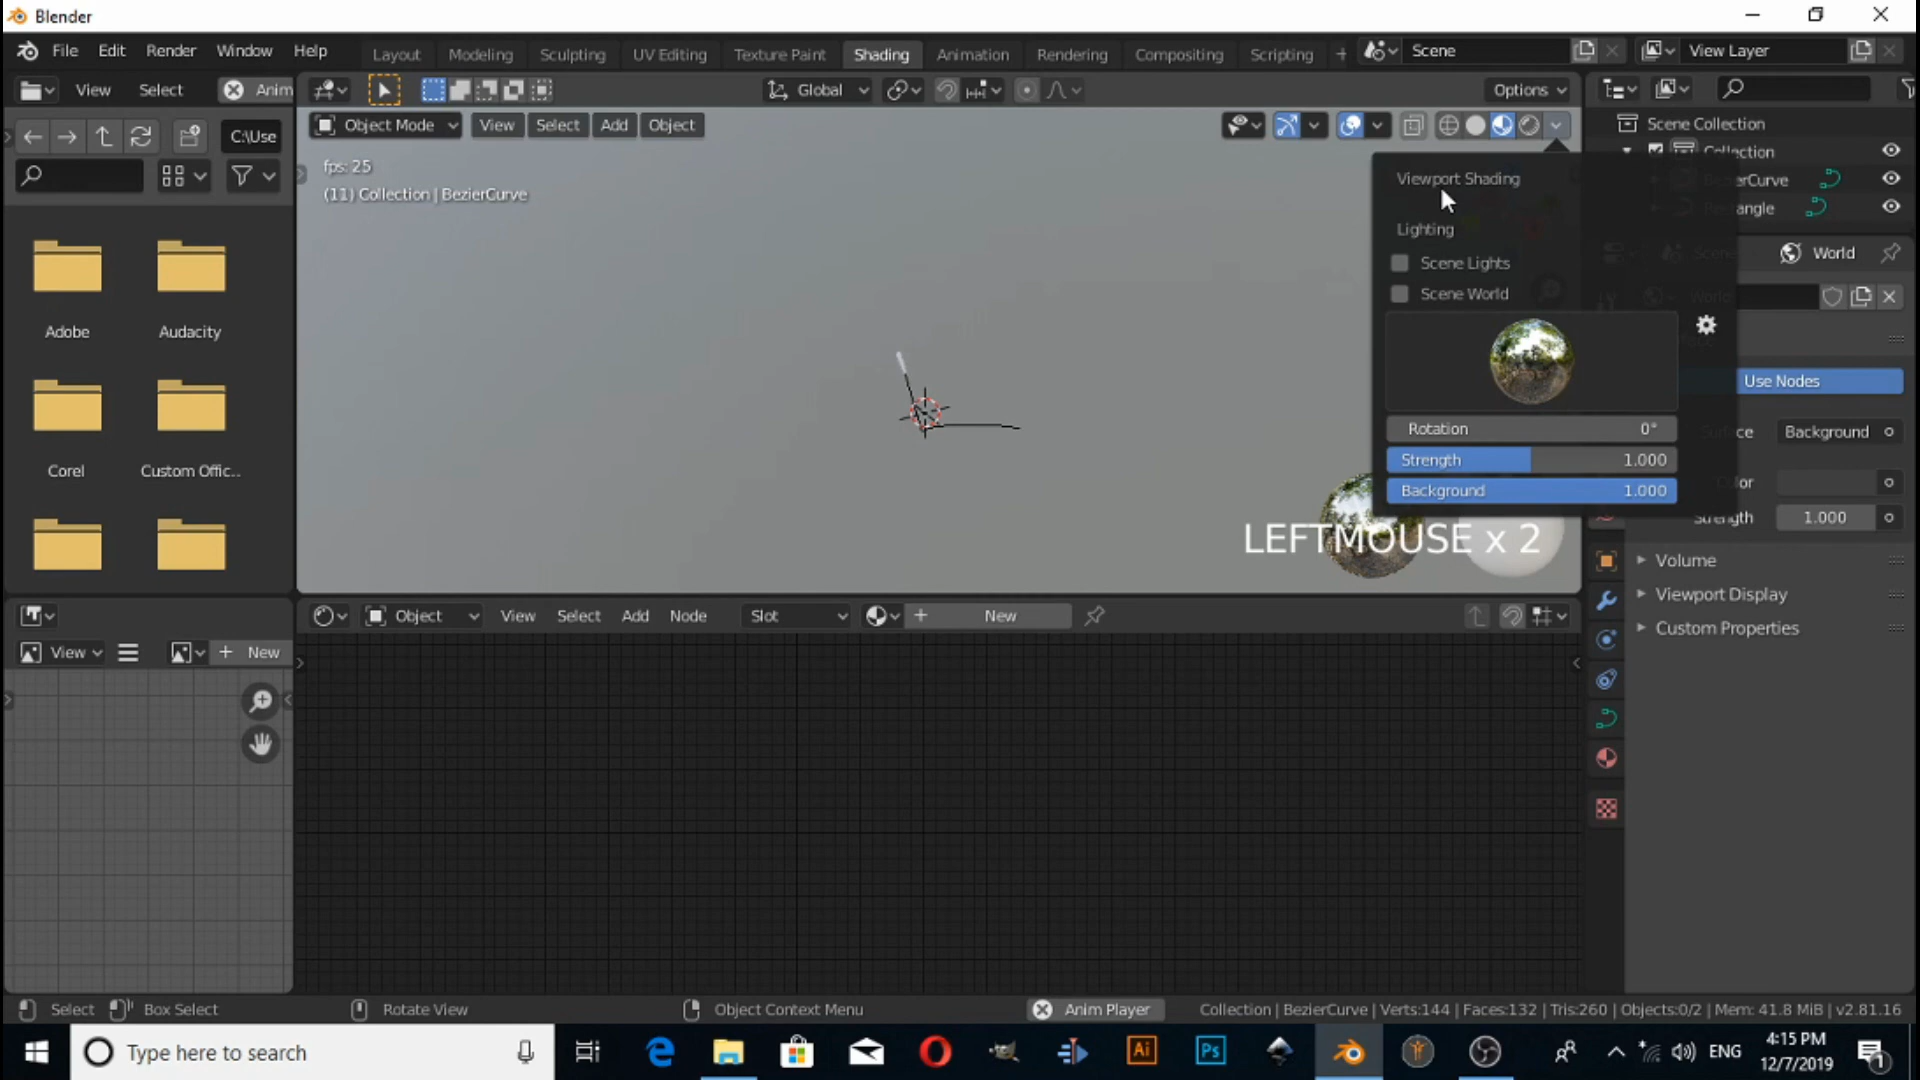 Blender
File Edit Render Window Help
Layout Modeling Sculpting UV Editing Texture Paint Shading Animation Rendering Compositing Scripting +
Scene
View Layer
View Select Anim
Global
Options
C:\Use
Object Mode View Select Add Object
fps: 25
(11) Collection | BezierCurve
Adobe
Audacity
Corel
Custom Offic...
Viewport Shading
Lighting
Scene Lights
Scene World
Rotation 0°
Strength 1.000
Background 1.000
LEFTMOUSE x 2
Scene Collection
Collection
World
Use Nodes
Background
Strength 1.000
Volume
Viewport Display
Custom Properties
Object View Select Add Node Slot + New
View + New
Select Box Select Rotate View Object Context Menu Anim Player Collection | BezierCurve | Verts:144 | Faces:132 | Tris:260 | Objects:0/2 | Mem: 41.8 MiB | v2.81.16
Type here to search
Ai
Ps
ENG
4:15 PM
12/7/2019
1